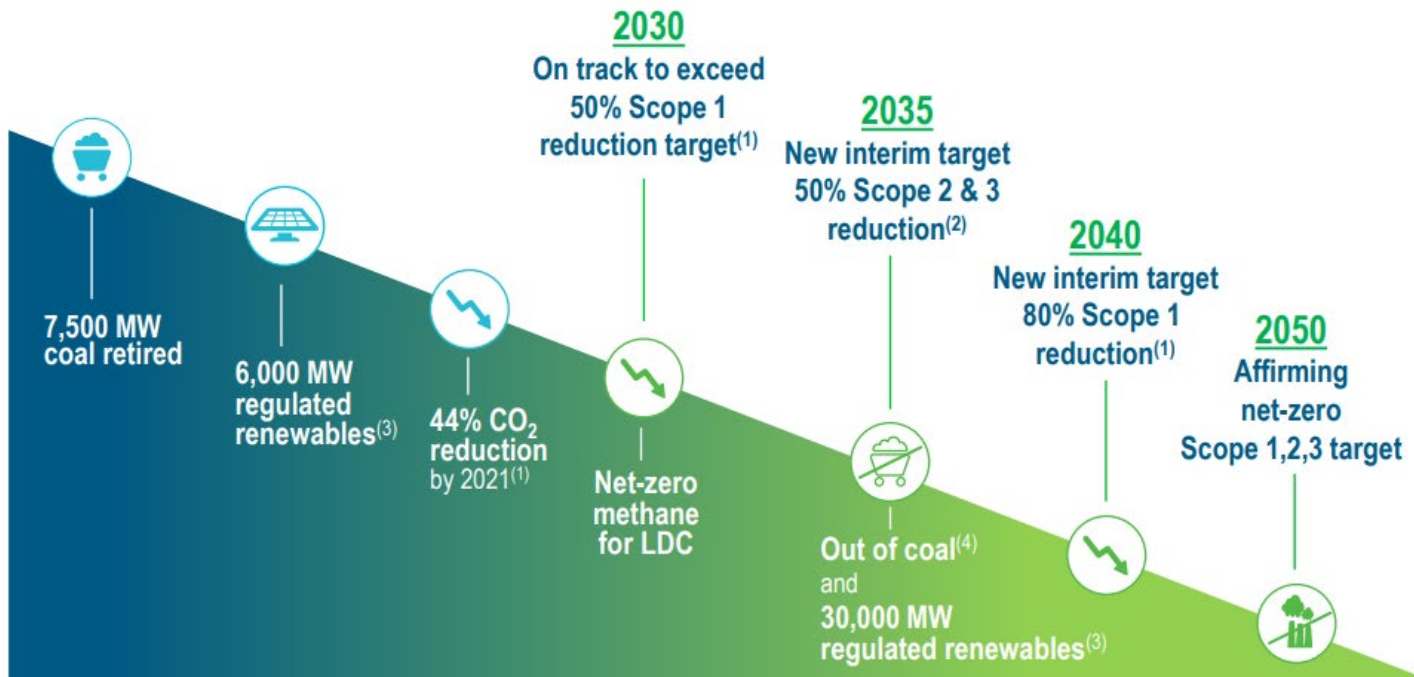 2030
On track to exceed
50% Scope 1
reduction target(1)
2035
New interim target
50% Scope 2 & 3
reduction(2)
2040
New interim target
80% Scope 1
reduction(1)
2050
Affirming
net-zero
Scope 1,2,3 target
7,500 MW
coal retired
6,000 MW
regulated
renewables(3)
44% CO2
reduction
by 2021(1)
Net-zero
methane
for LDC
Out of coal(4)
and
30,000 MW
regulated renewables(3)